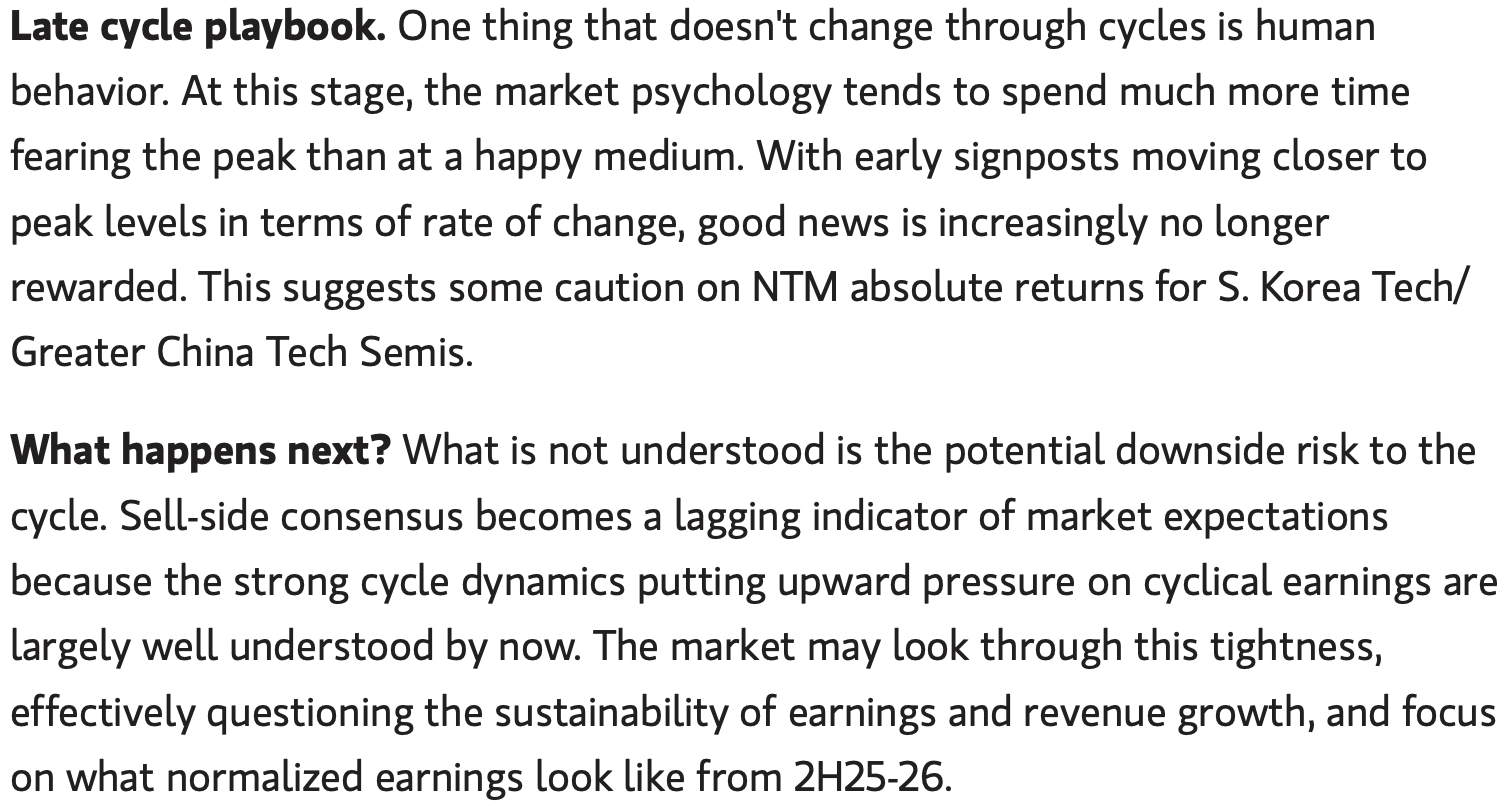 Late cycle playbook. One thing that doesn't change through cycles is human
behavior. At this stage, the market psychology tends to spend much more time
fearing the peak than at a happy medium. With early signposts moving closer to
peak levels in terms of rate of change, good news is increasingly no longer
rewarded. This suggests some caution on NTM absolute returns for S. Korea Tech/
Greater China Tech Semis.
What happens next? What is not understood is the potential downside risk to the
cycle. Sell-side consensus becomes a lagging indicator of market expectations
because the strong cycle dynamics putting upward pressure on cyclical earnings are
largely well understood by now. The market may look through this tightness,
effectively questioning the sustainability of earnings and revenue growth, and focus
on what normalized earnings look like from 2H25-26.